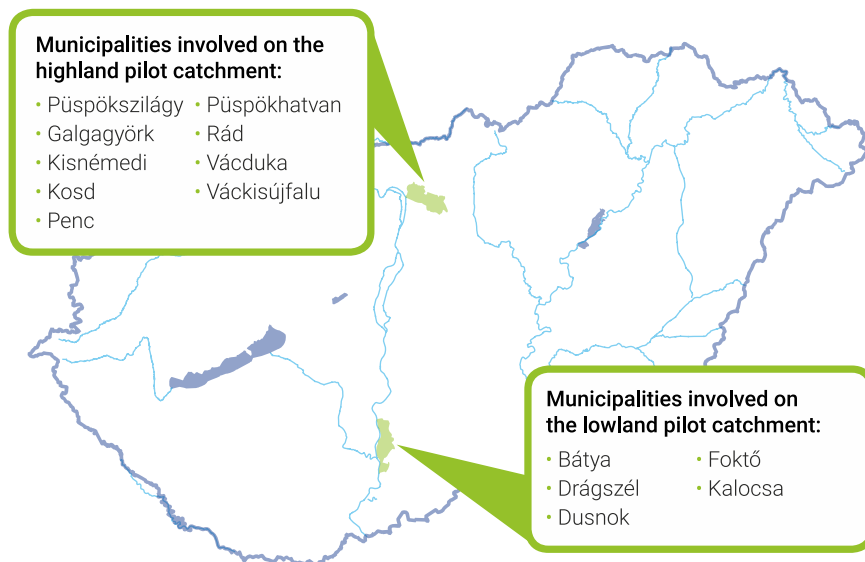 Municipalities involved on the
highland pilot catchment:
• Püspökszilágy
• Galgagyörk
• Kisnémedi
• Kosd
• Penc
• Püspökhatvan
• Rád
• Vácduka
• Váckisújfalu
Municipalities involved on
the lowland pilot catchment:
• Bátya
• Drágszél
• Dusnok
• Foktő
• Kalocsa